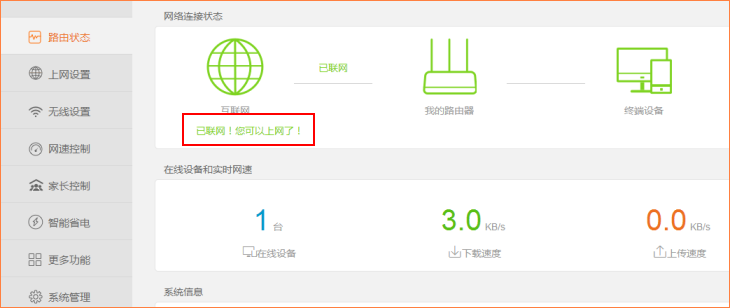 路由状态
上网设置
无线设置
网速控制
家长控制
智能省电
更多功能
系统管理
网络连接状态
已联网
互联网
我的路由器
终端设备
已联网！您可以上网了！
在线设备和实时网速
1 台
3.0 KB/s
0.0 KB/s
在线设备
下载速度
上传速度
系统信息